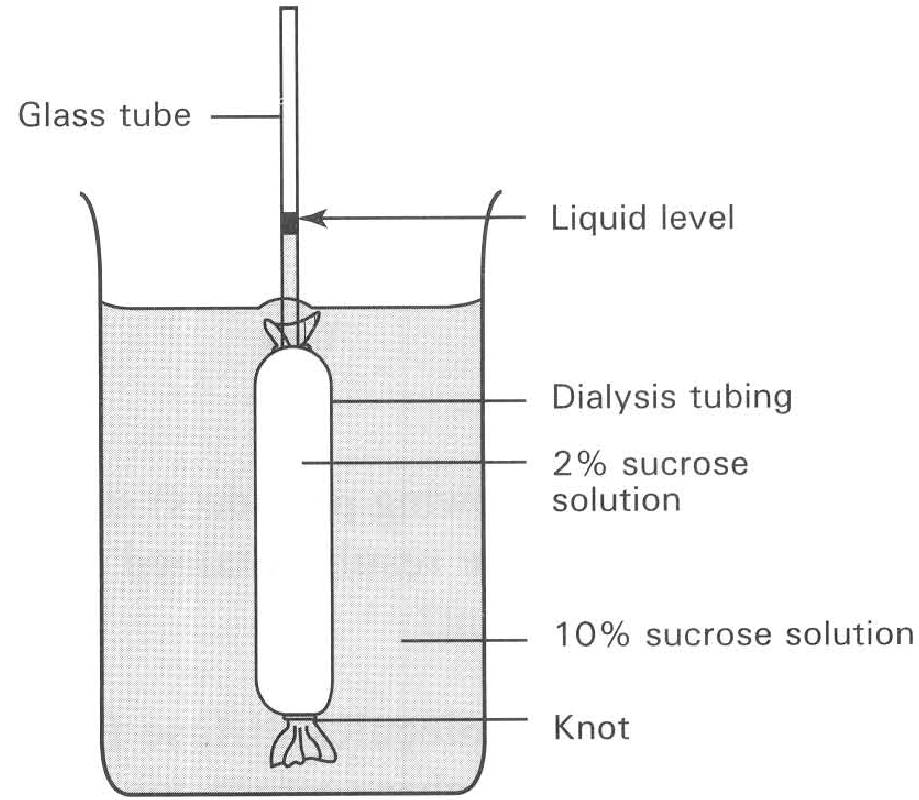 Glass tube
Liquid level
Dialysis tubing
2% sucrose
solution
10% sucrose solution
Knot